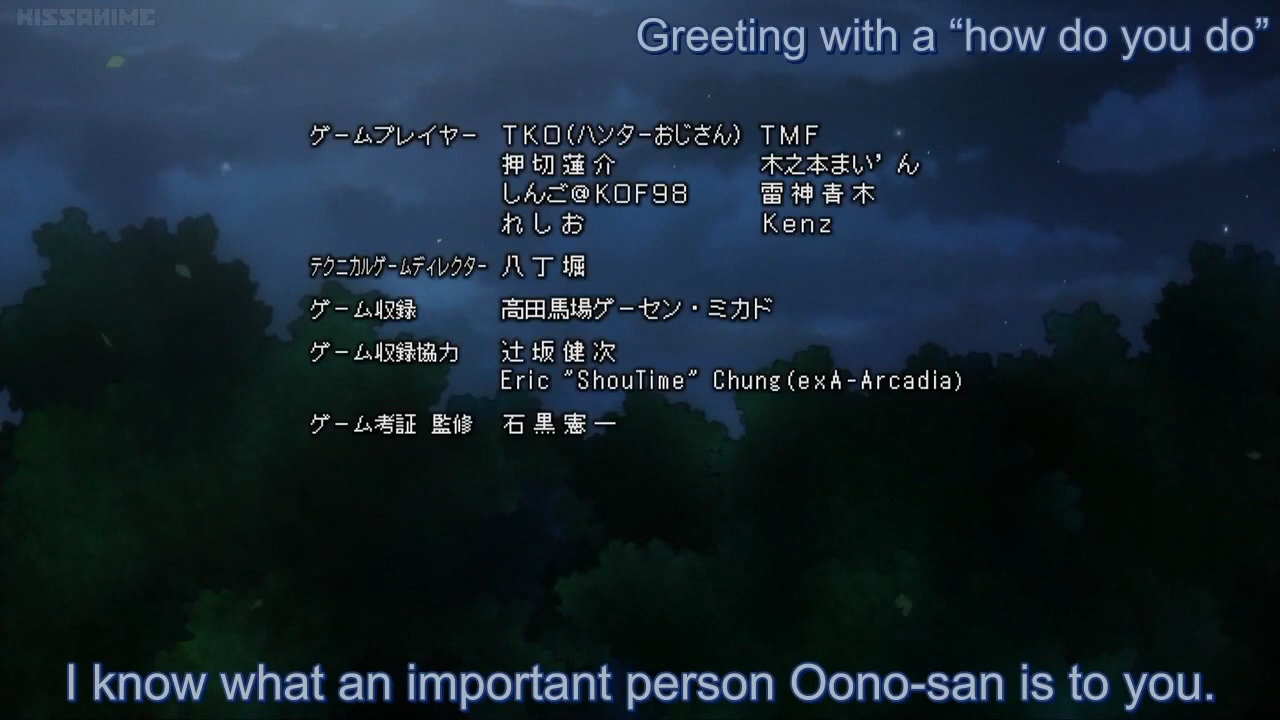 KISSANIME
Greeting with a “how do you do”
ゲームプレイヤー TKO(ハンターおじさん) TMF
押切蓮介 木之本まい’ん
しんご@KOF98 雷神青木
れしお Kenz
テクニカルゲームディレクター 八丁堀
ゲーム収録 高田馬場ゲーセン・ミカド
ゲーム収録協力 辻坂健次
Eric ”ShouTime” Chung(exA-Arcadia)
ゲーム考証 監修 石黒憲一
I know what an important person Oono-san is to you.